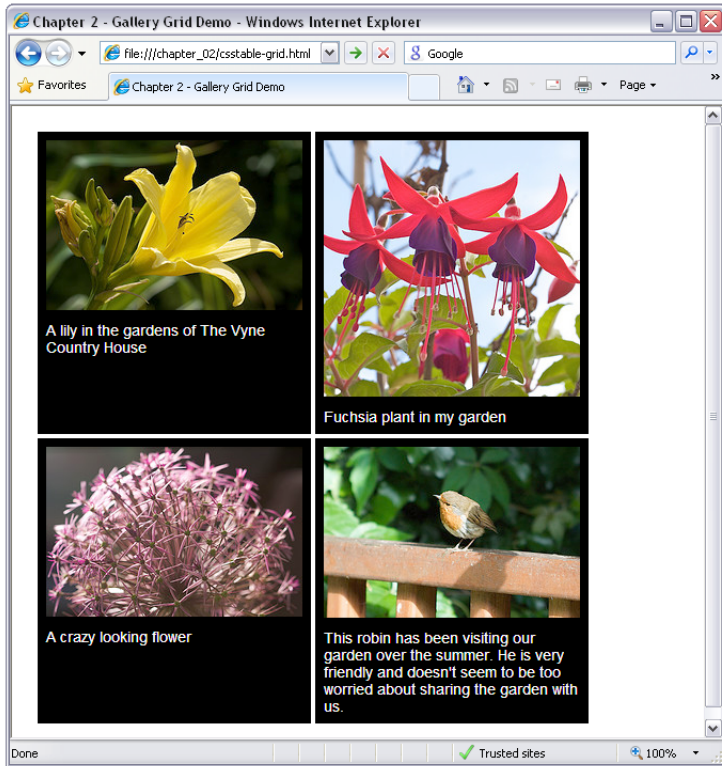 Chapter 2 - Gallery Grid Demo - Windows Internet Explorer
file:///chapter_02/csstable-grid.html
Google
Favorites
Chapter 2 - Gallery Grid Demo
Page
»
A lily in the gardens of The Vyne
Country House
Fuchsia plant in my garden
A crazy looking flower
This robin has been visiting our
garden over the summer. He is very
friendly and doesn't seem to be too
worried about sharing the garden with
us.
Done
Trusted sites
100%